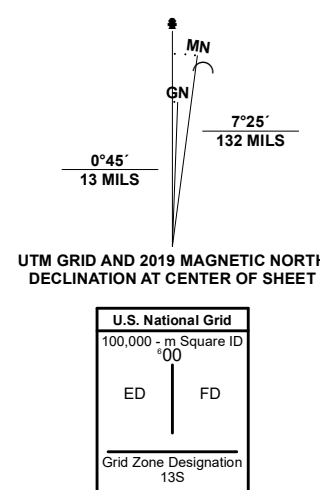 MN
GN
7°25´
132 MILS
0°45´
13 MILS
UTM GRID AND 2019 MAGNETIC NORTH
DECLINATION AT CENTER OF SHEET
U.S. National Grid
100,000 - m Square ID
⁶00
ED FD
Grid Zone Designation
13S